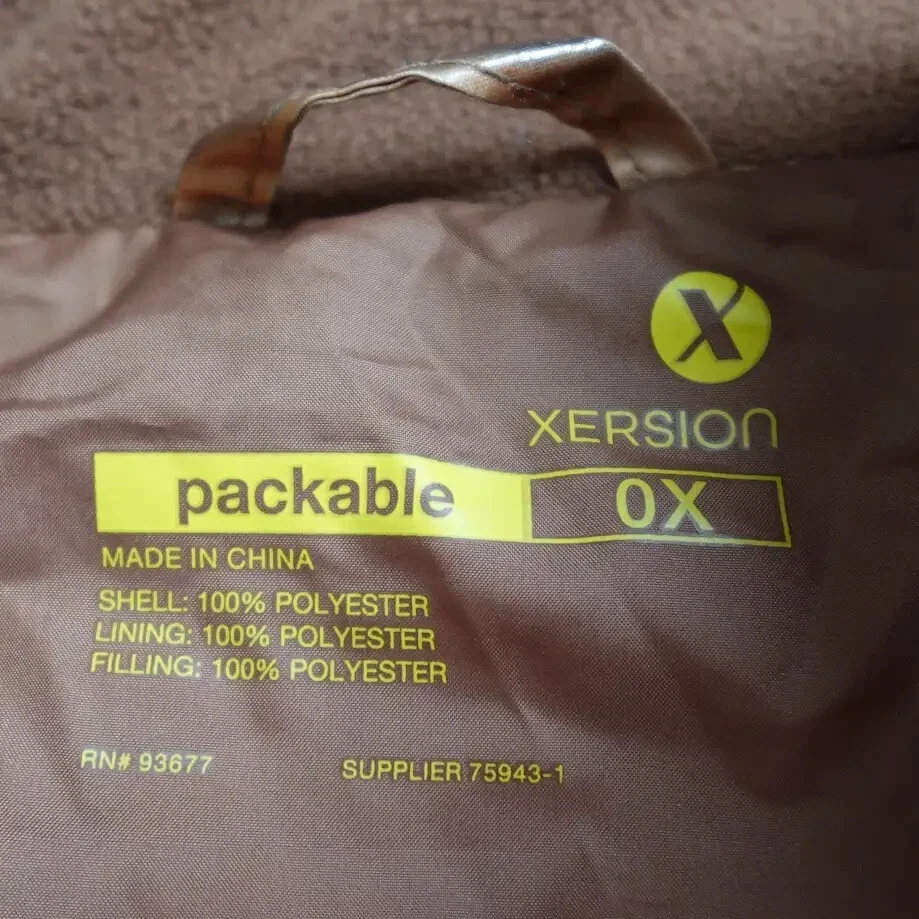 X
XERSION
packable 0X
MADE IN CHINA
SHELL: 100% POLYESTER
LINING: 100% POLYESTER
FILLING: 100% POLYESTER
RN# 93677 SUPPLIER 75943-1